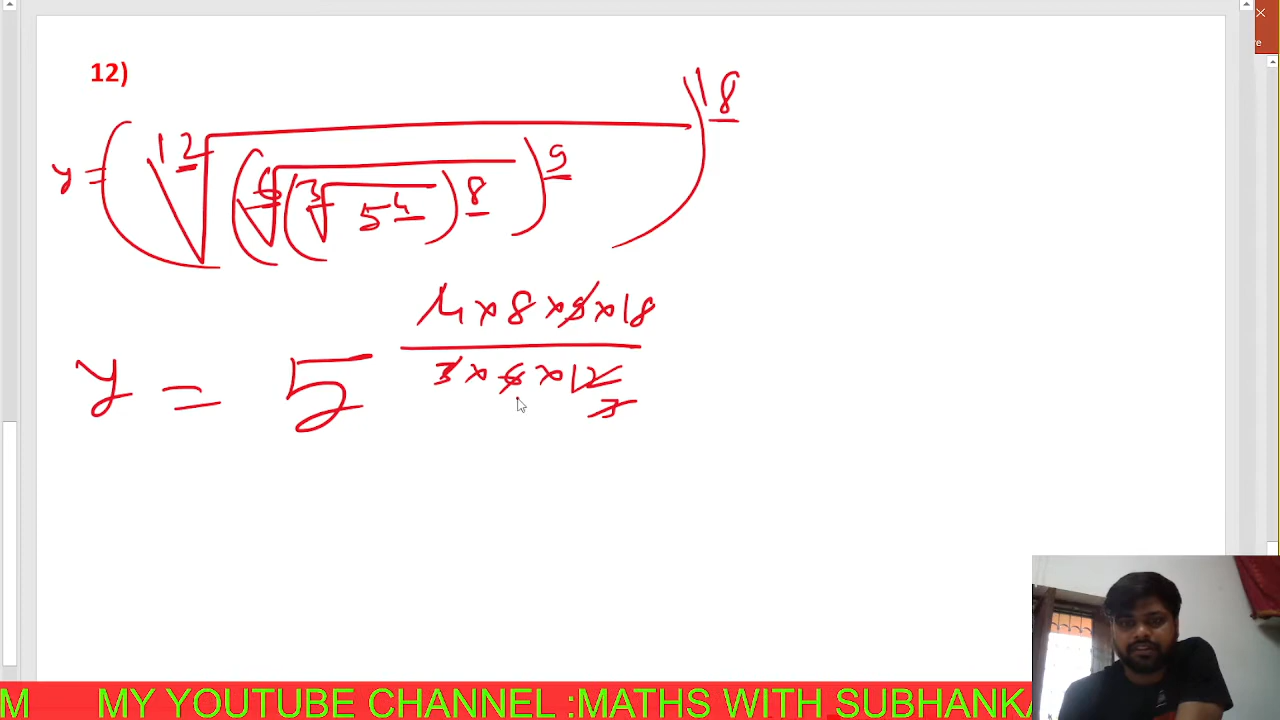 12)
y = (¹²√((⁶√((³√5⁴)⁸))⁹))¹⁸
y = 5^(4×8×9×18 / 3×6×12)
3
M MY YOUTUBE CHANNEL :MATHS WITH SUBHANKA